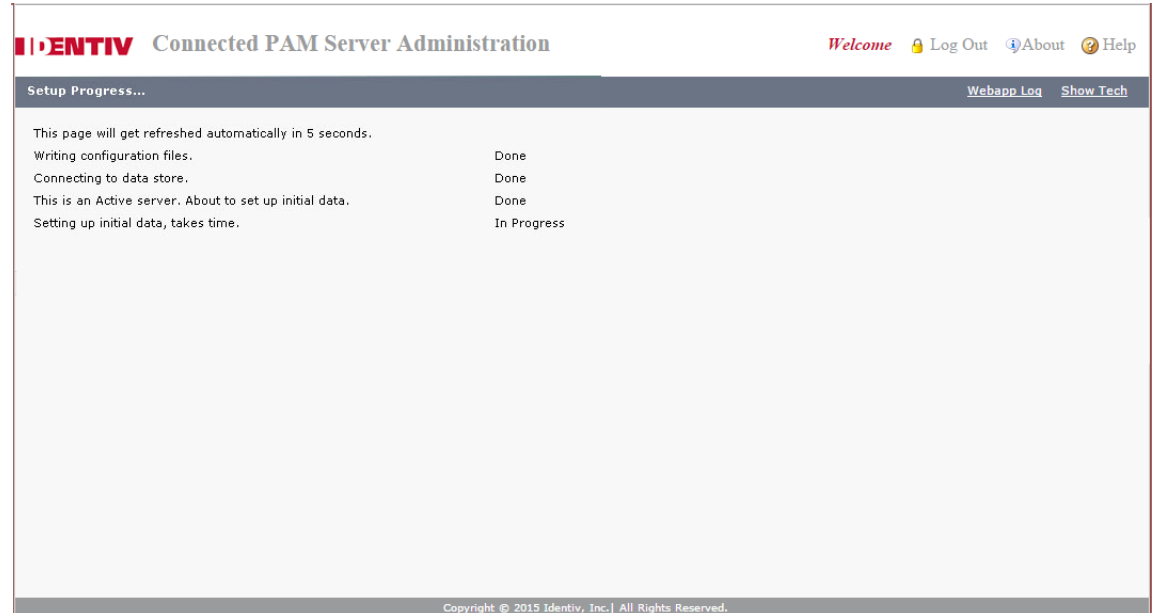 IDENTIV Connected PAM Server Administration Welcome Log Out About Help
Setup Progress... Webapp Log Show Tech
This page will get refreshed automatically in 5 seconds.
Writing configuration files. Done
Connecting to data store. Done
This is an Active server. About to set up initial data. Done
Setting up initial data, takes time. In Progress
Copyright © 2015 Identiv, Inc.| All Rights Reserved.